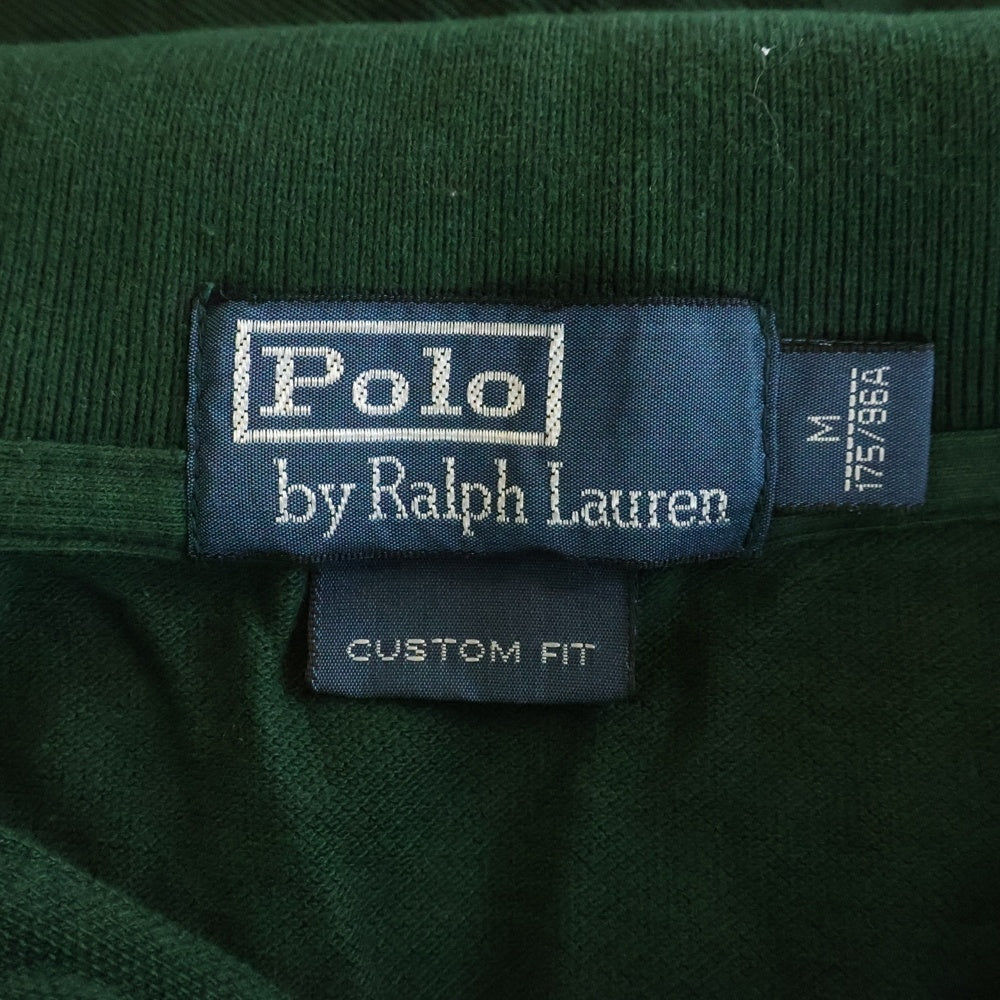 Polo
by Ralph Lauren
CUSTOM FIT
M
175/96A